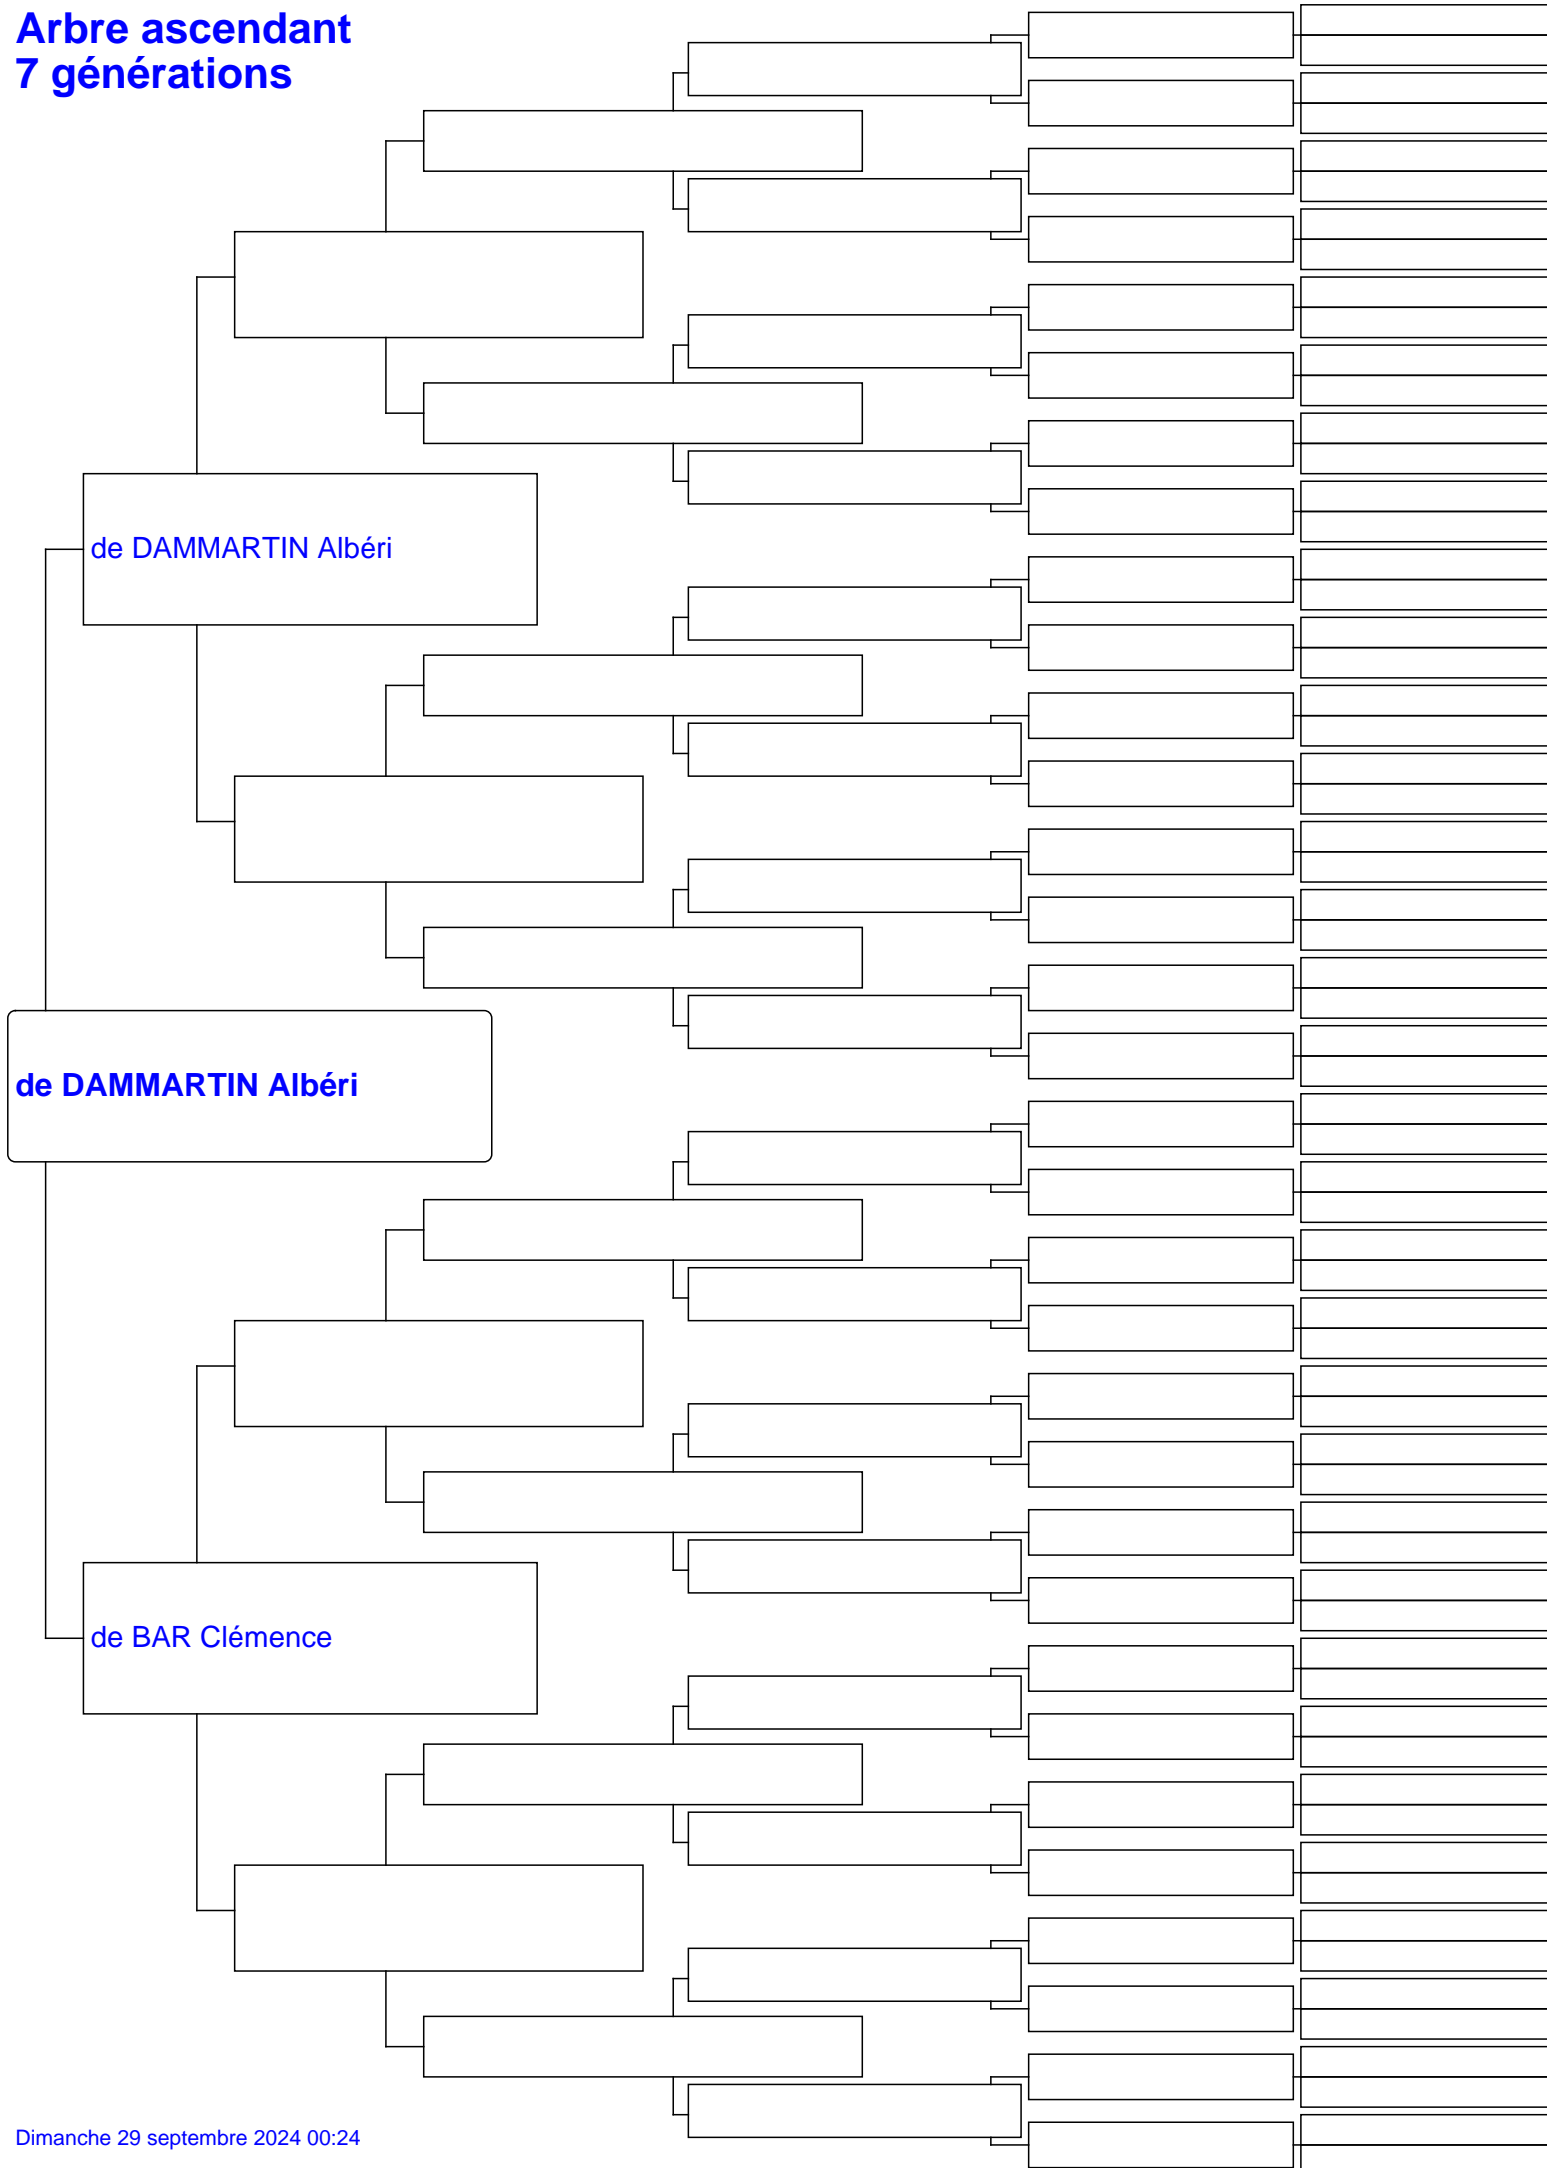 Arbre ascendant
7 générations
de DAMMARTIN Albéri
de DAMMARTIN Albéri
de BAR Clémence
Dimanche 29 septembre 2024 00:24